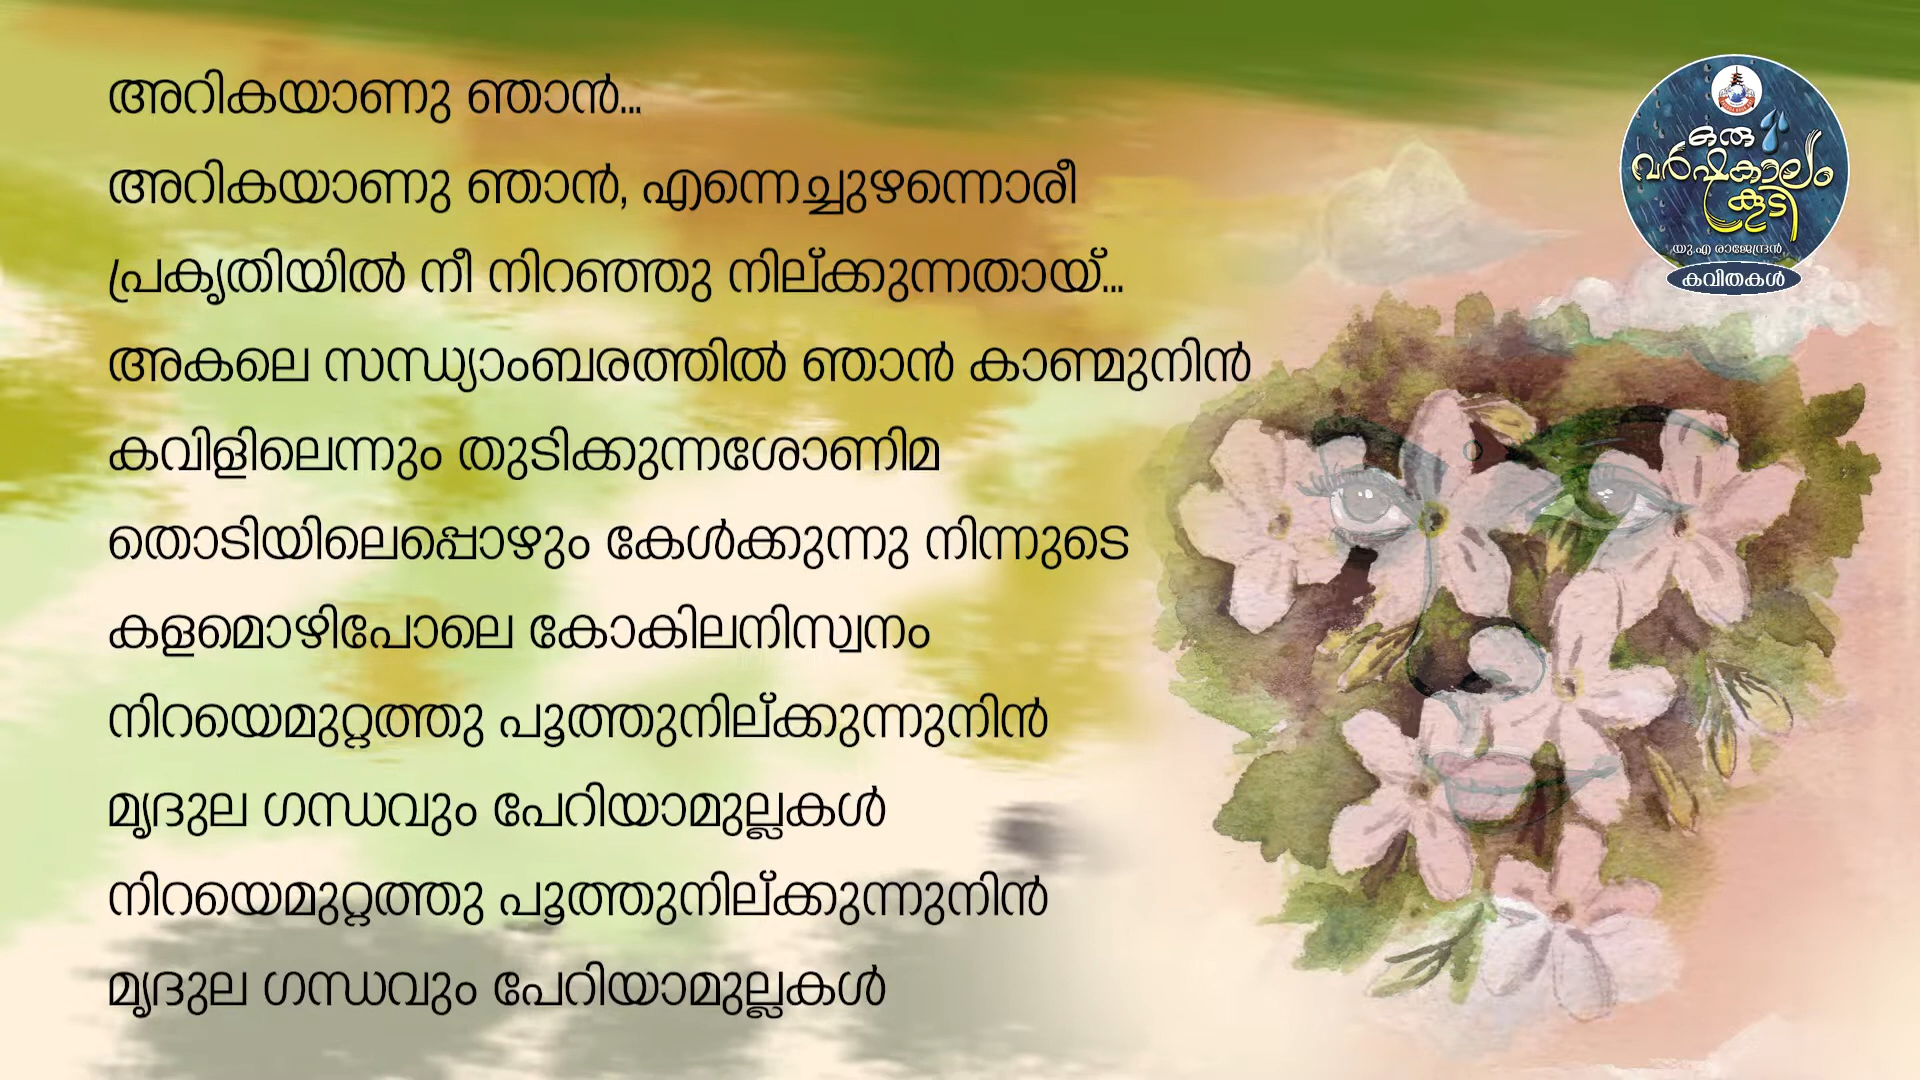 അറികയാണു ഞാൻ...
അറികയാണു ഞാൻ, എന്നെച്ചുഴന്നൊരീ
പ്രകൃതിയിൽ നീ നിറഞ്ഞു നില്ക്കുന്നതായ്...
അകലെ സന്ധ്യാംബരത്തിൽ ഞാൻ കാണ്മുനിൻ
കവിളിലെന്നും തുടിക്കുന്നശോണിമ
തൊടിയിലെപ്പൊഴും കേൾക്കുന്നു നിന്നുടെ
കളമൊഴിപോലെ കോകിലനിസ്വനം
നിറയെമുറ്റത്തു പൂത്തുനില്ക്കുന്നുനിൻ
മൃദുല ഗന്ധവും പേറിയാമുല്ലകൾ
നിറയെമുറ്റത്തു പൂത്തുനില്ക്കുന്നുനിൻ
മൃദുല ഗന്ധവും പേറിയാമുല്ലകൾ
ഒരു
വർഷകാലം
കൂടി
യു.എ രാജേന്ദ്രൻ
കവിതകൾ